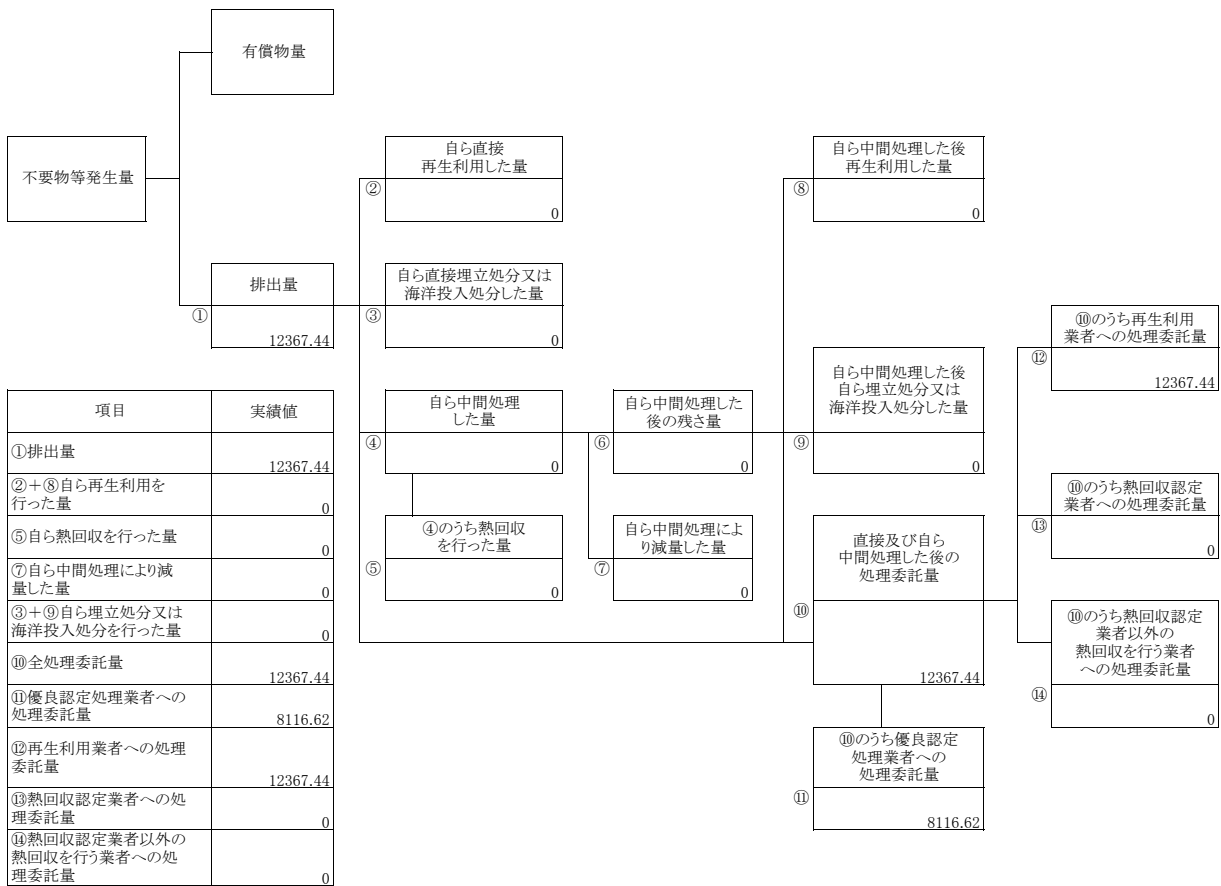 有償物量
不要物等発生量
自ら直接
再生利用した量
②
0
自ら中間処理した後
再生利用した量
⑧
0
排出量
①
12367.44
自ら直接埋立処分又は
海洋投入処分した量
③
0
⑩のうち再生利用
業者への処理委託量
⑫
12367.44
自ら中間処理した後
自ら埋立処分又は
海洋投入処分した量
⑨
0
自ら中間処理
した量
④
0
自ら中間処理した
後の残さ量
⑥
0
⑩のうち熱回収認定
業者への処理委託量
⑬
0
④のうち熱回収
を行った量
⑤
0
自ら中間処理によ
り減量した量
⑦
0
直接及び自ら
中間処理した後の
処理委託量
⑩
12367.44
⑩のうち熱回収認定
業者以外の
熱回収を行う業者
への処理委託量
⑭
0
⑩のうち優良認定
処理業者への
処理委託量
⑪
8116.62
項目
実績値
①排出量
12367.44
②＋⑧自ら再生利用を
行った量
0
⑤自ら熱回収を行った量
0
⑦自ら中間処理により減
量した量
0
③＋⑨自ら埋立処分又は
海洋投入処分を行った量
0
⑩全処理委託量
12367.44
⑪優良認定処理業者への
処理委託量
8116.62
⑫再生利用業者への処理
委託量
12367.44
⑬熱回収認定業者への処
理委託量
0
⑭熱回収認定業者以外の
熱回収を行う業者への処
理委託量
0